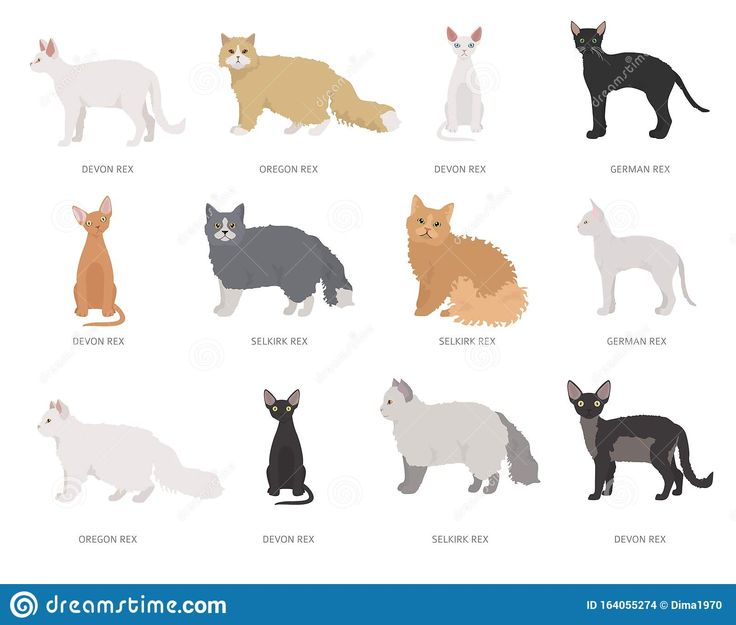 DEVON REX
OREGON REX
DEVON REX
GERMAN REX
DEVON REX
SELKIRK REX
SELKIRK REX
GERMAN REX
OREGON REX
DEVON REX
SELKIRK REX
DEVON REX
dreamstime.com
ID 164055274 © Dima1970